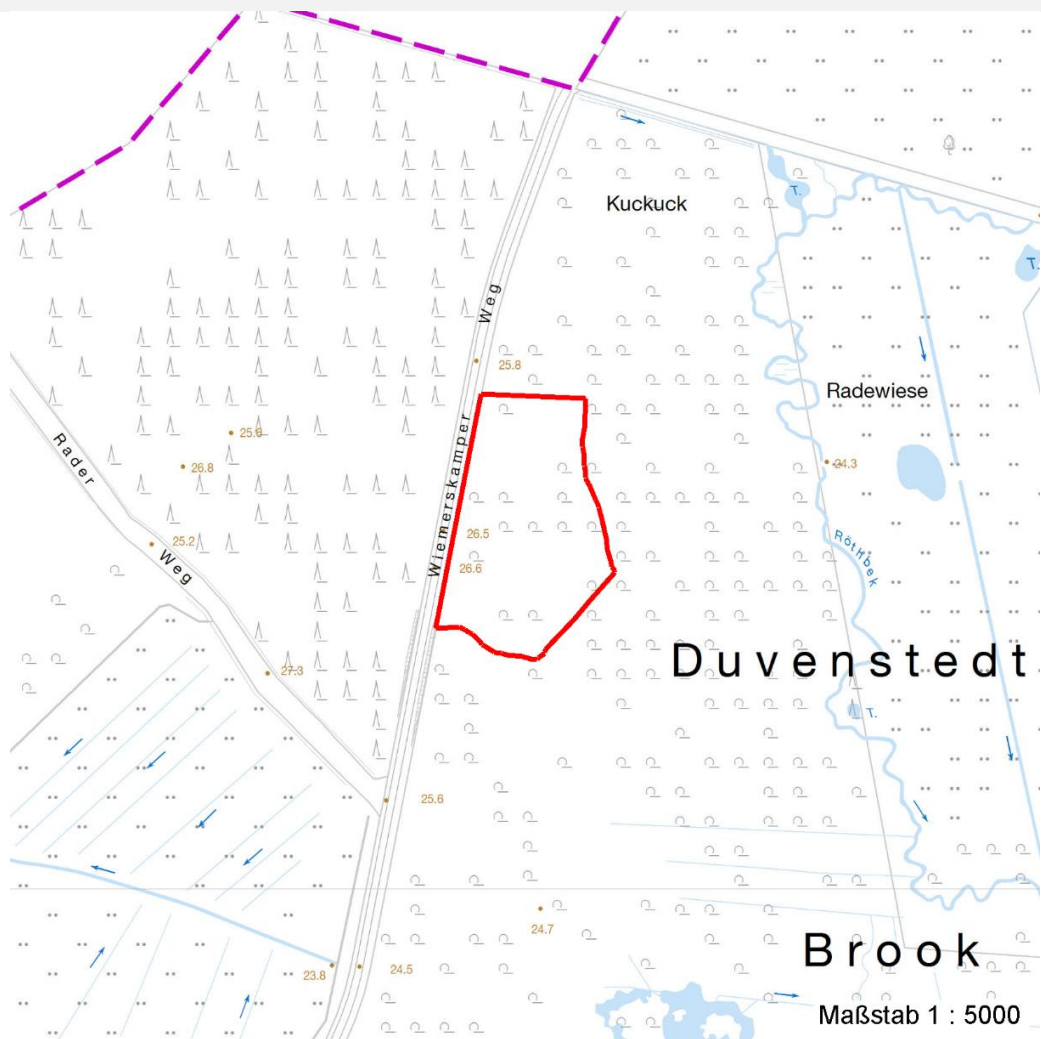 Kuckuck
T.
T.
Weg
25.8
Radewiese
Wiemerskamper
25.6
26.8
24.3
Rader
25.2
Weg
26.5
26.6
Röthbek
27.3
Duvenstedt
T.
25.6
24.7
23.8
24.5
Brook
Maßstab 1 : 5000